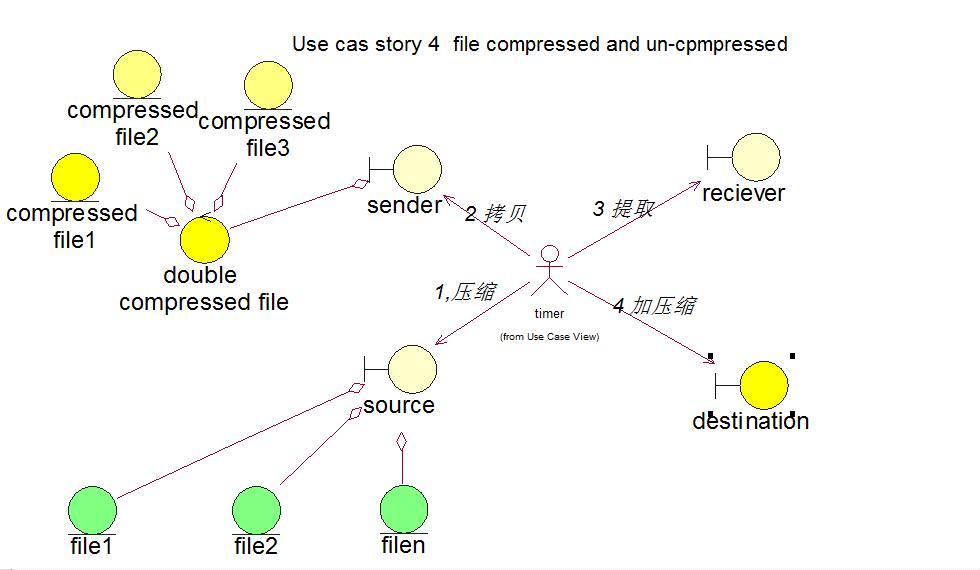 Use cas story 4 file compressed and un-cpmpressed
compressed
file2
compressed
file3
compressed
file1
sender
reciever
2 拷贝
3 提取
double
compressed file
1,压缩
4 加压缩
timer
(from Use Case View)
source
destination
file1
file2
filen